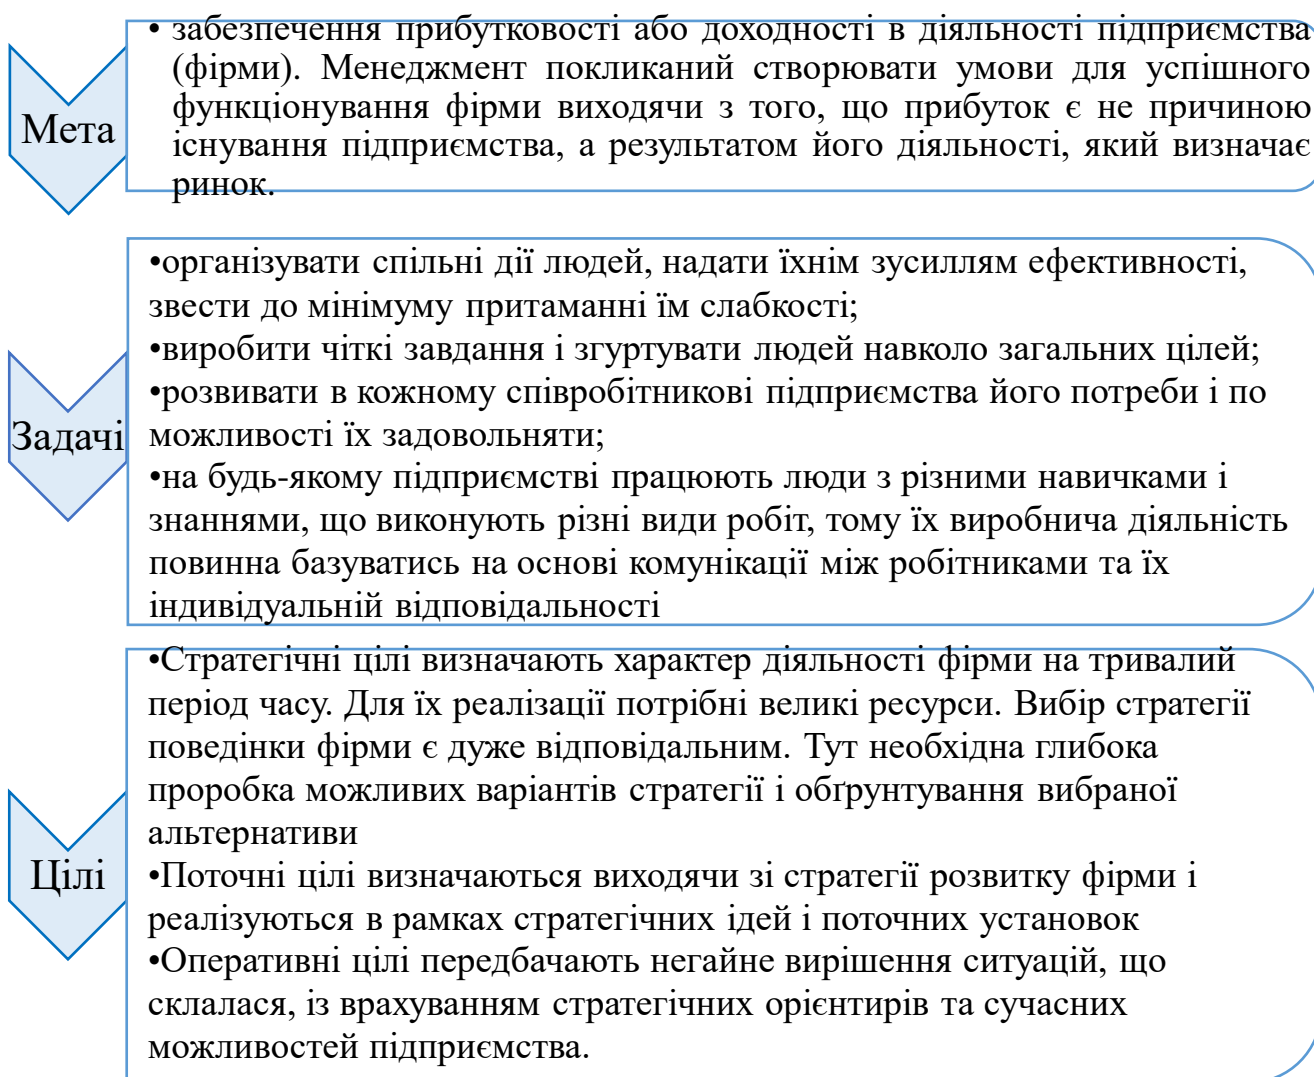 Мета
• забезпечення прибутковості або доходності в діяльності підприємства
(фірми). Менеджмент покликаний створювати умови для успішного
функціонування фірми виходячи з того, що прибуток є не причиною
існування підприємства, а результатом його діяльності, який визначає
ринок.
Задачі
•організувати спільні дії людей, надати їхнім зусиллям ефективності,
звести до мінімуму притаманні їм слабкості;
•виробити чіткі завдання і згуртувати людей навколо загальних цілей;
•розвивати в кожному співробітникові підприємства його потреби і по
можливості їх задовольняти;
•на будь-якому підприємстві працюють люди з різними навичками і
знаннями, що виконують різні види робіт, тому їх виробнича діяльність
повинна базуватись на основі комунікації між робітниками та їх
індивідуальній відповідальності
Цілі
•Стратегічні цілі визначають характер діяльності фірми на тривалий
період часу. Для їх реалізації потрібні великі ресурси. Вибір стратегії
поведінки фірми є дуже відповідальним. Тут необхідна глибока
проробка можливих варіантів стратегії і обґрунтування вибраної
альтернативи
•Поточні цілі визначаються виходячи зі стратегії розвитку фірми і
реалізуються в рамках стратегічних ідей і поточних установок
•Оперативні цілі передбачають негайне вирішення ситуацій, що
склалася, із врахуванням стратегічних орієнтирів та сучасних
можливостей підприємства.